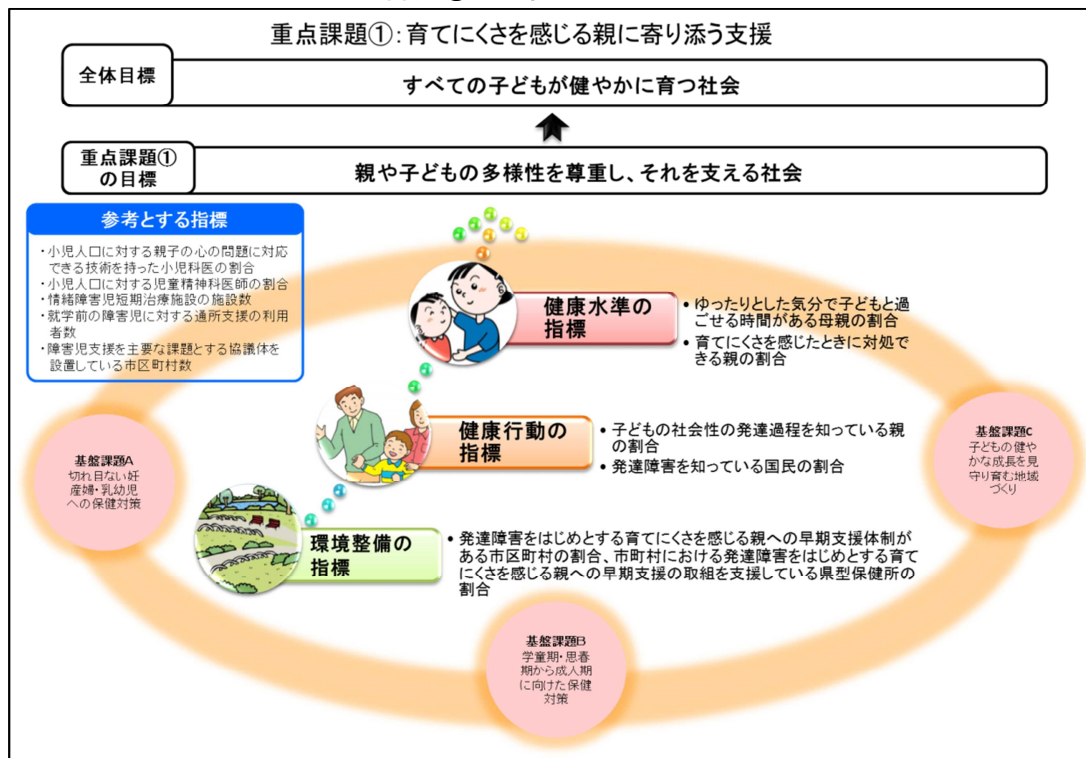 重点課題①:育てにくさを感じる親に寄り添う支援
全体目標
すべての子どもが健やかに育つ社会
重点課題①
の目標
親や子どもの多様性を尊重し、それを支える社会
参考とする指標
・小児人口に対する親子の心の問題に対応
できる技術を持った小児科医の割合
・小児人口に対する児童精神科医師の割合
・情緒障害児短期治療施設の施設数
・就学前の障害児に対する通所支援の利用
者数
・障害児支援を主要な課題とする協議体を
設置している市区町村数
健康水準の
指標
• ゆったりとした気分で子どもと過
ごせる時間がある母親の割合
• 育てにくさを感じたときに対処で
きる親の割合
健康行動の
指標
• 子どもの社会性の発達過程を知っている親
の割合
• 発達障害を知っている国民の割合
環境整備の
指標
• 発達障害をはじめとする育てにくさを感じる親への早期支援体制が
ある市区町村の割合、市町村における発達障害をはじめとする育て
にくさを感じる親への早期支援の取組を支援している県型保健所の
割合
基盤課題A
切れ目ない妊
産婦・乳幼児
への保健対策
基盤課題B
学童期・思春
期から成人期
に向けた保健
対策
基盤課題C
子どもの健や
かな成長を見
守り育む地域
づくり